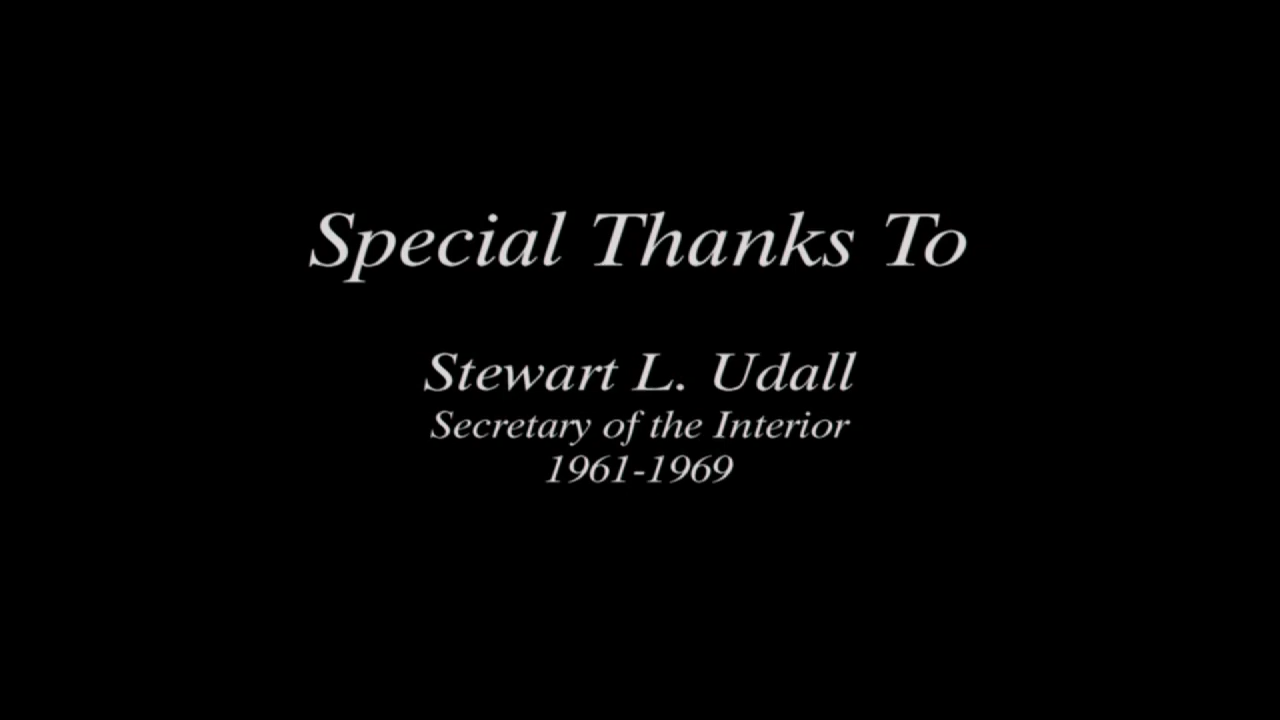 Special Thanks To
Stewart L. Udall
Secretary of the Interior
1961-1969